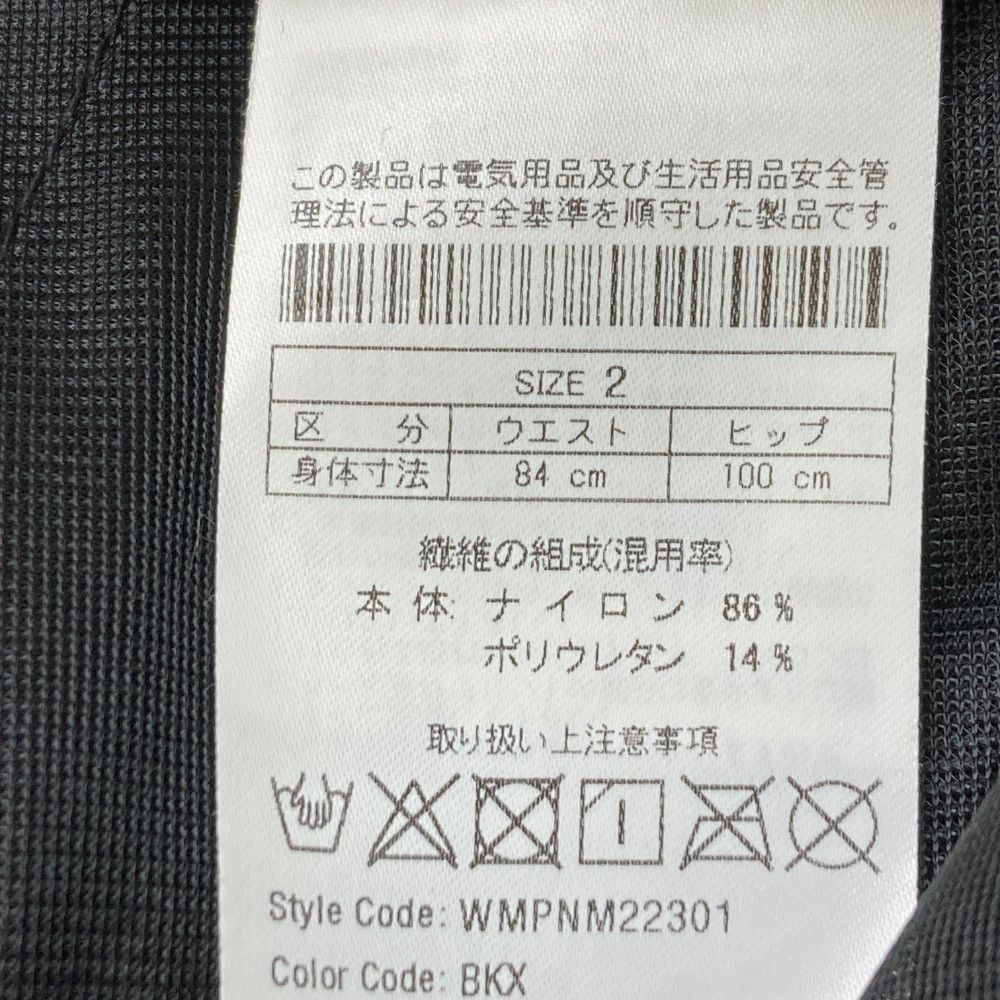 この製品は電気用品及び生活用品安全管
理法による安全基準を順守した製品です。
SIZE 2
区 分 ウエスト ヒップ
身体寸法 84 cm 100 cm
繊維の組成(混用率)
本 体: ナイロン 86 %
ポリウレタン 14 %
取り扱い上注意事項
Style Code: WMPNM22301
Color Code: BKX